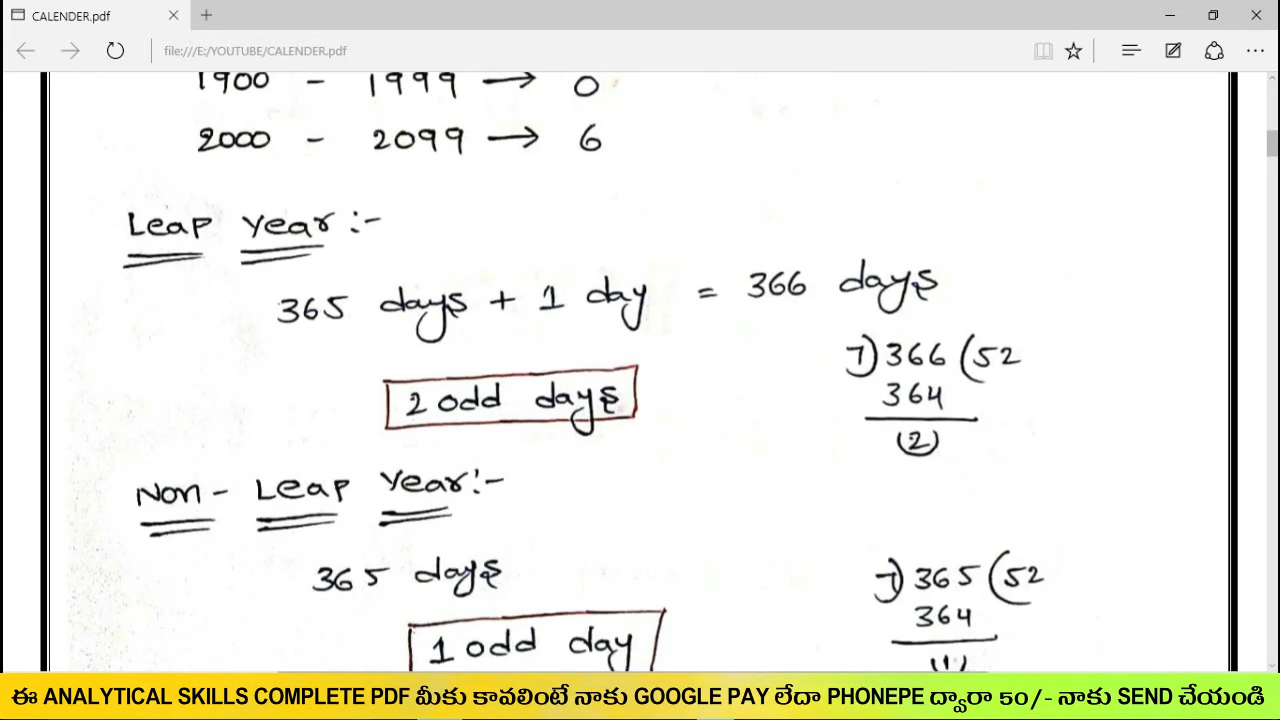 CALENDER.pdf
file:///E:/YOUTUBE/CALENDER.pdf
1900 - 1999 → 0
2000 - 2099 → 6
Leap Year :-
365 days + 1 day = 366 days
7) 366 (52
364
(2)
2 odd days
Non - Leap Year :-
365 days
7) 365 (52
364
(1)
1 odd day
ఈ ANALYTICAL SKILLS COMPLETE PDF మీకు కావలింటే నాకు GOOGLE PAY లేదా PHONEPE ద్వారా 50/- నాకు SEND చేయండి